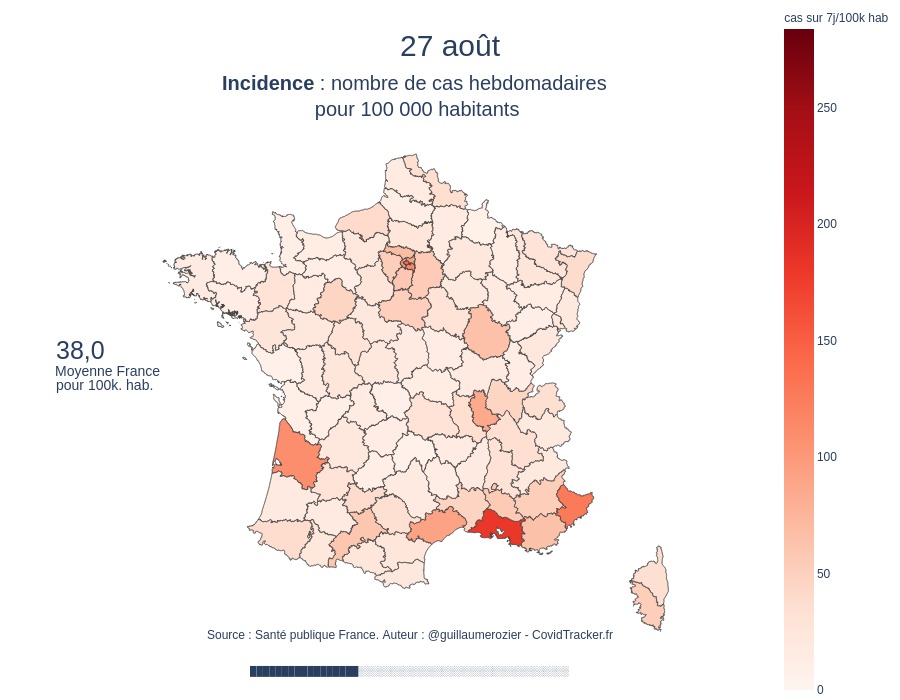 cas sur 7j/100k hab
27 août
Incidence : nombre de cas hebdomadaires
pour 100 000 habitants
250
200
150
100
50
0
38,0
Moyenne France
pour 100k. hab.
Source : Santé publique France. Auteur : @guillaumerozier - CovidTracker.fr